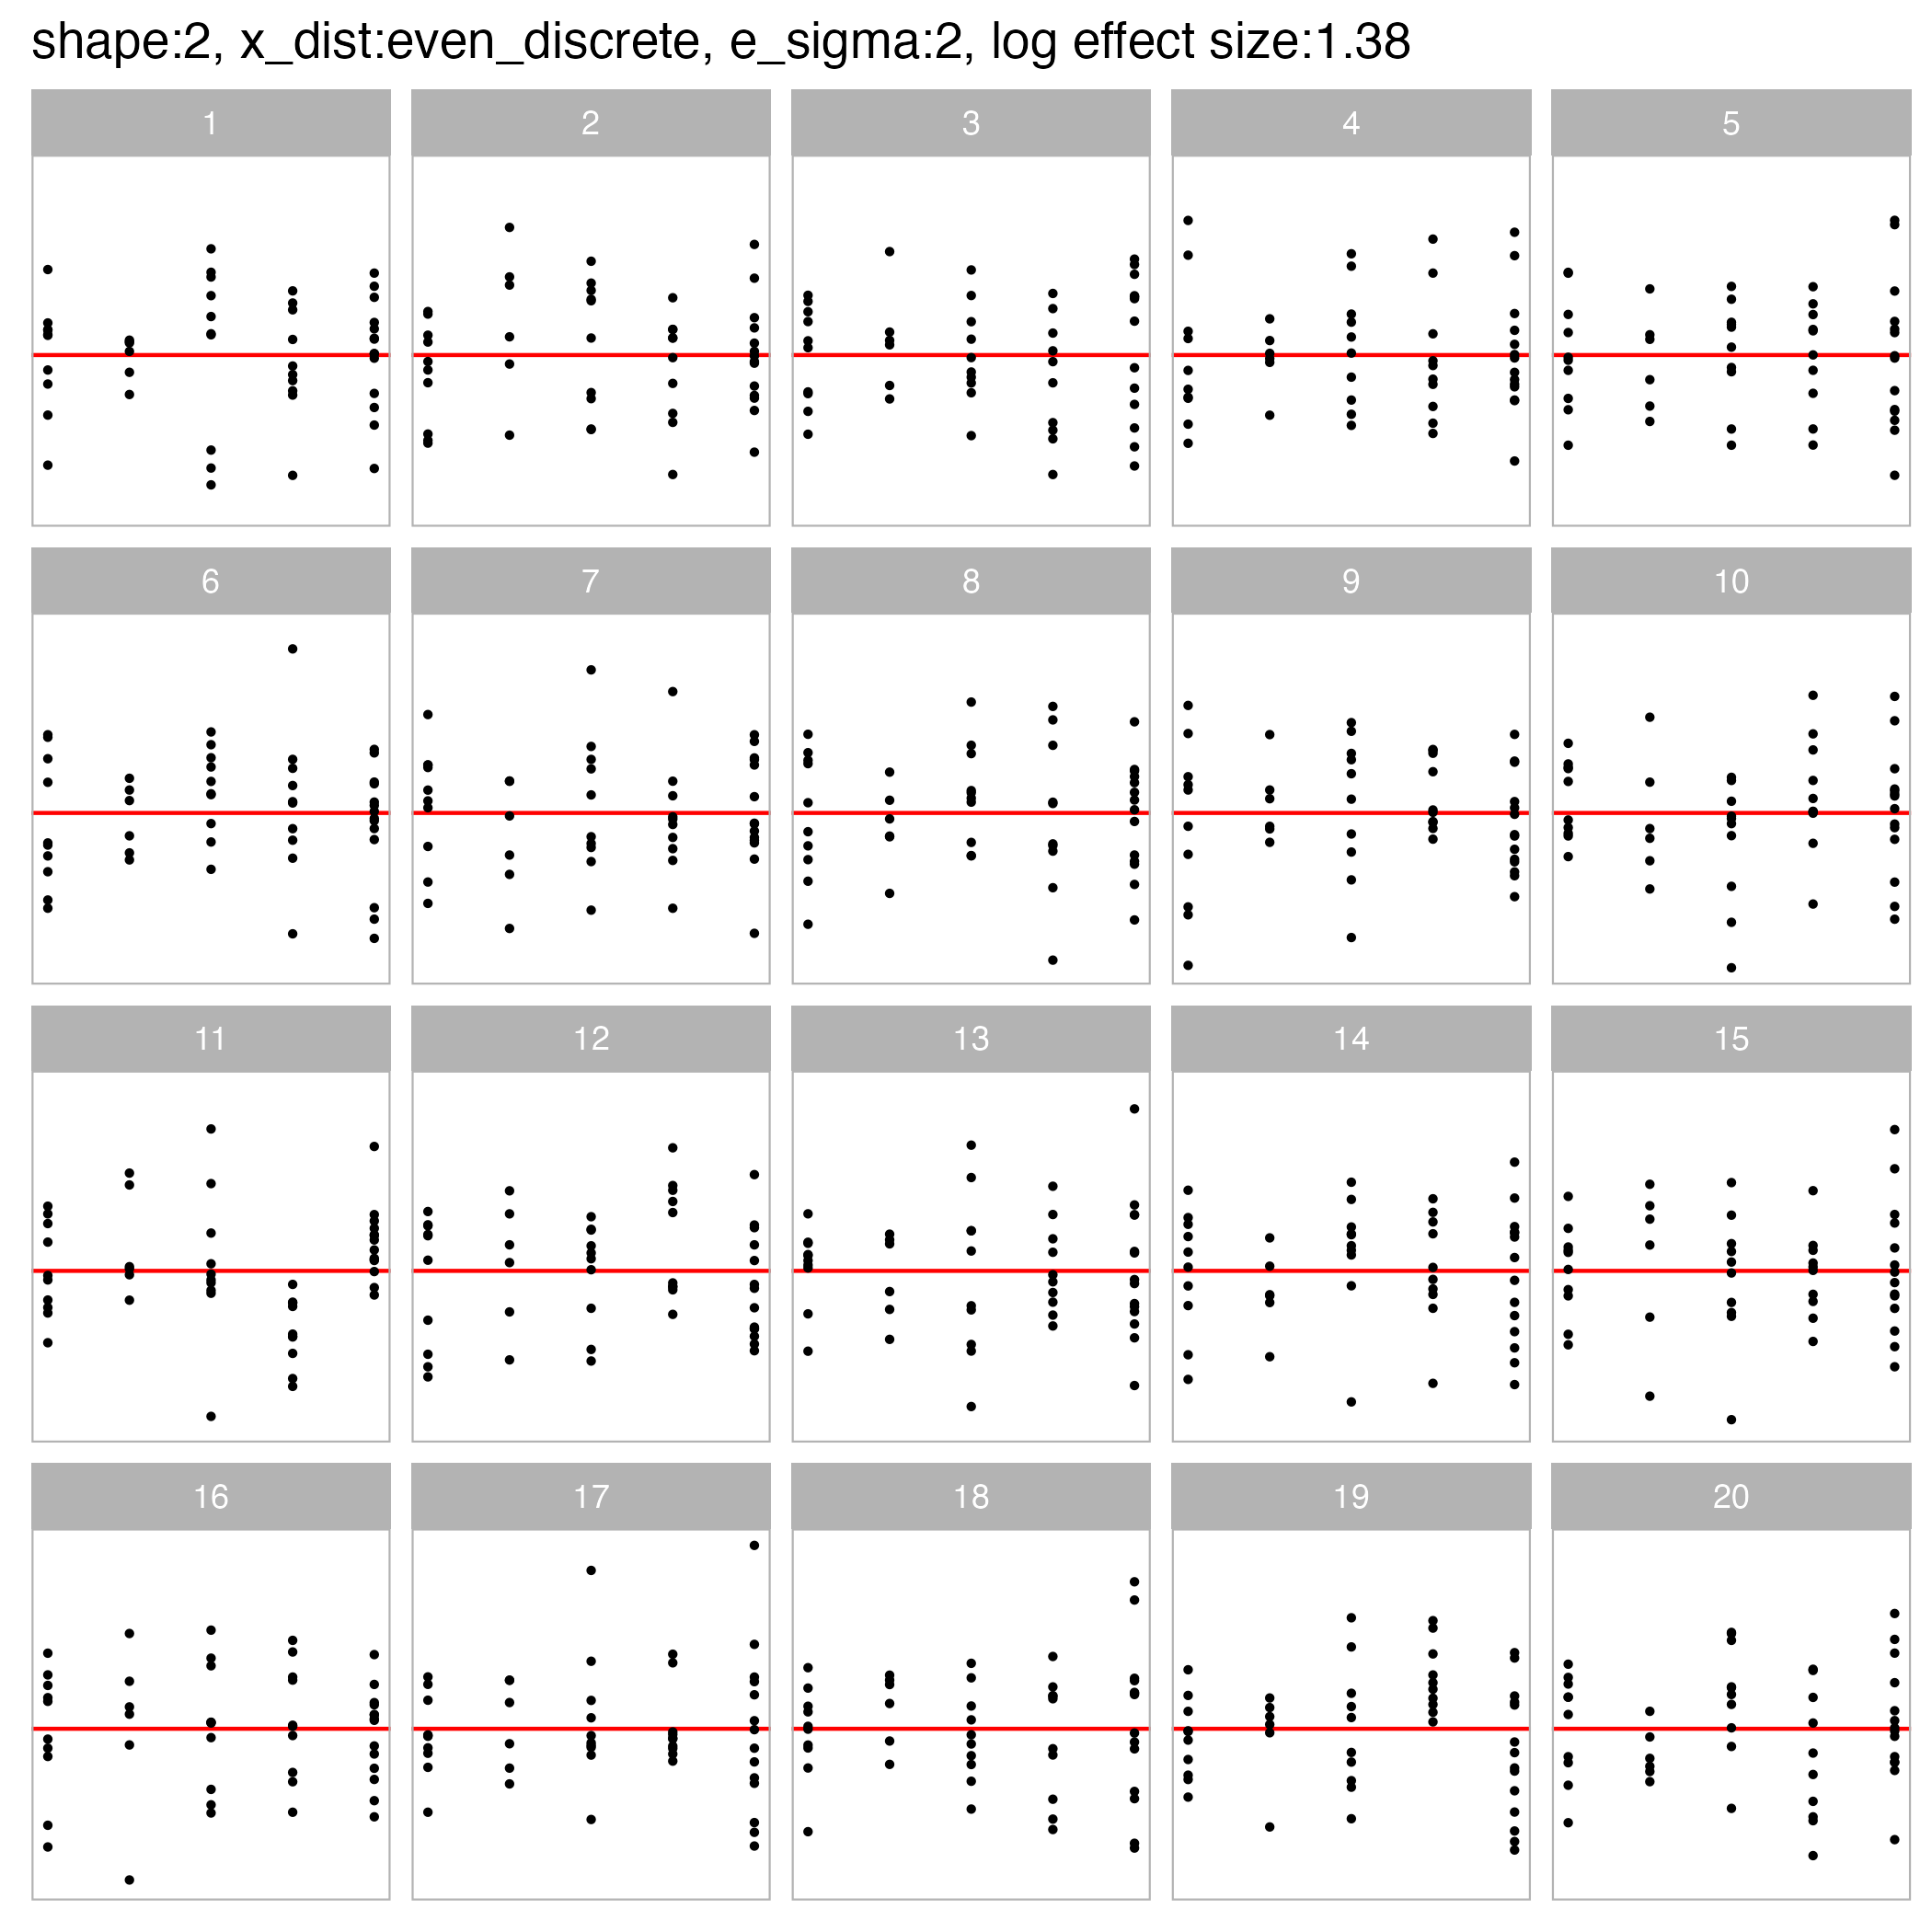 shape:2, x_dist:even_discrete, e_sigma:2, log effect size:1.38
1 2 3 4 5
6 7 8 9 10
11 12 13 14 15
16 17 18 19 20